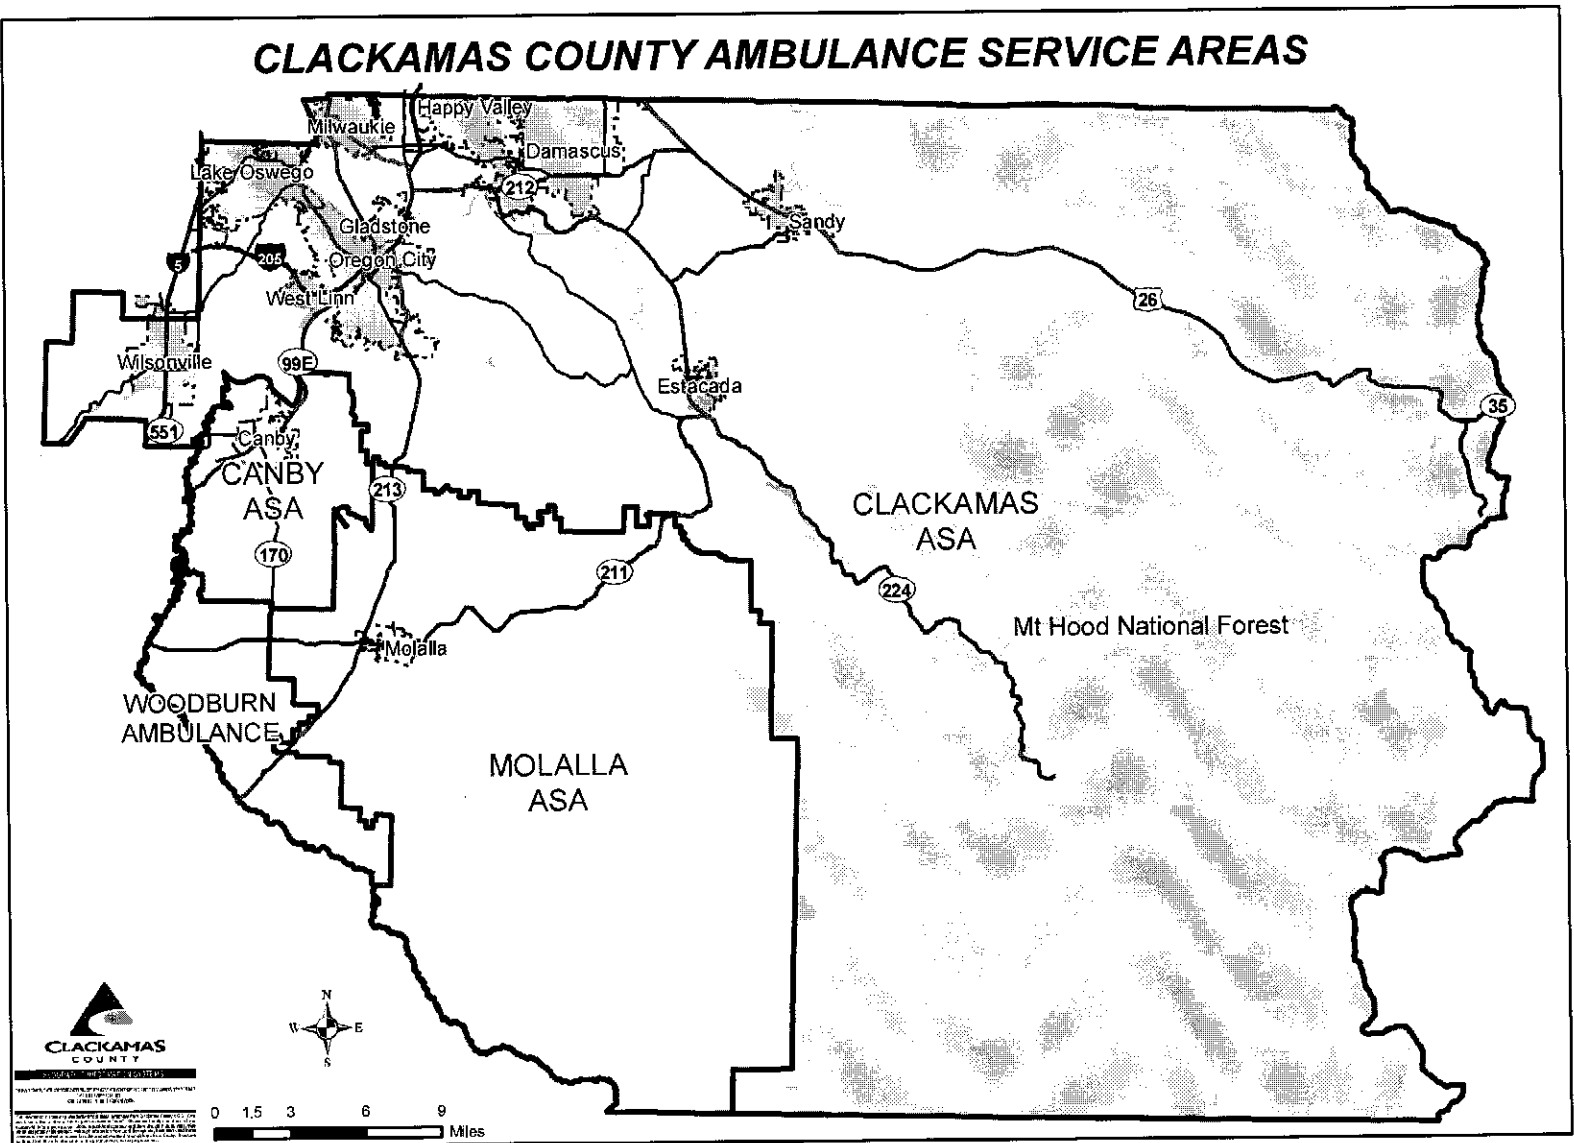 CLACKAMAS COUNTY AMBULANCE SERVICE AREAS
Happy Valley
Milwaukie
Damascus
Lake Oswego
212
Gladstone
Sandy
5
205
Oregon City
West Linn
26
Wilsonville
99E
Estacada
35
551
Canby
CANBY
ASA
213
CLACKAMAS
ASA
170
211
224
Mt Hood National Forest
Molalla
WOODBURN
AMBULANCE
MOLALLA
ASA
N
W E
S
CLACKAMAS
COUNTY
0 1.5 3 6 9
Miles